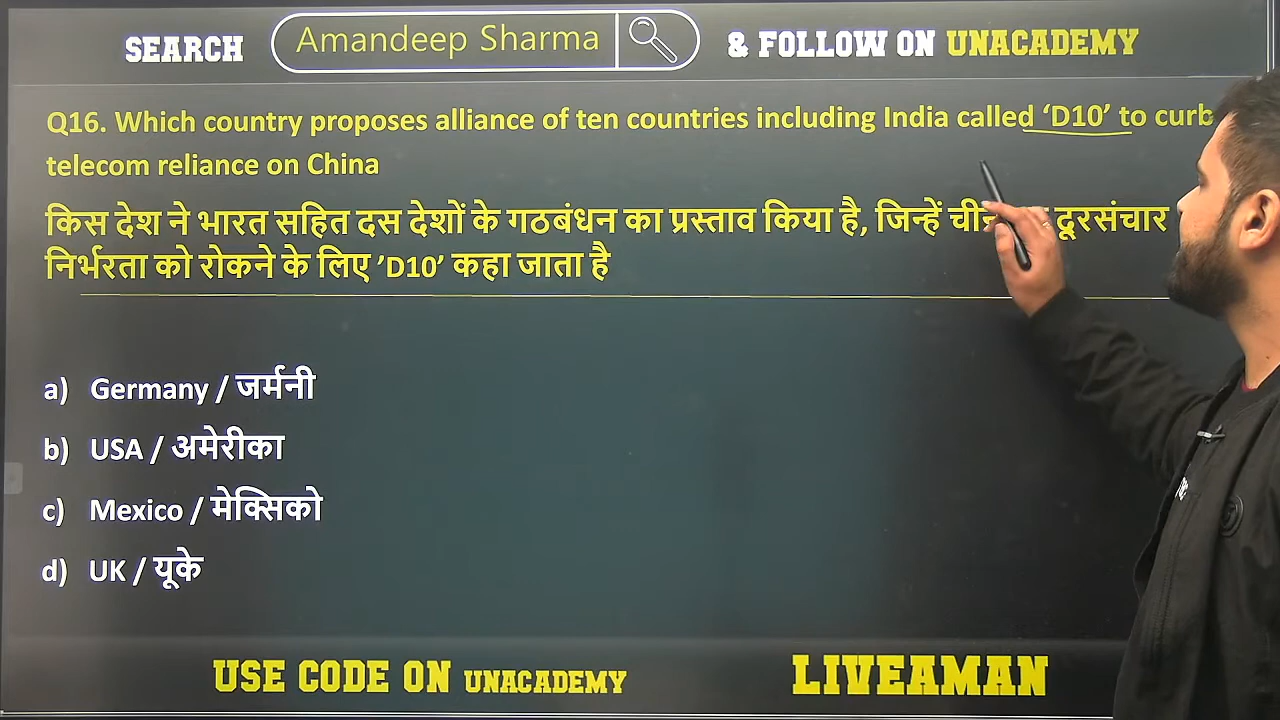 SEARCH Amandeep Sharma & FOLLOW ON UNACADEMY
Q16. Which country proposes alliance of ten countries including India called ‘D10’ to curb
telecom reliance on China
किस देश ने भारत सहित दस देशों के गठबंधन का प्रस्ताव किया है, जिन्हें दूरसंचार
निर्भरता को रोकने के लिए ’D10’ कहा जाता है
a) Germany / जर्मनी
b) USA / अमेरीका
c) Mexico / मेक्सिको
d) UK / यूके
USE CODE ON UNACADEMY LIVEAMAN